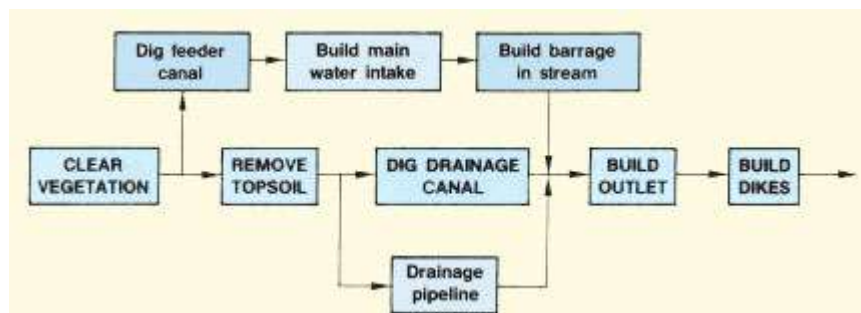 Dig feeder
canal
Build main
water intake
Build barrage
in stream
CLEAR
VEGETATION
REMOVE
TOPSOIL
DIG DRAINAGE
CANAL
BUILD
OUTLET
BUILD
DIKES
Drainage
pipeline